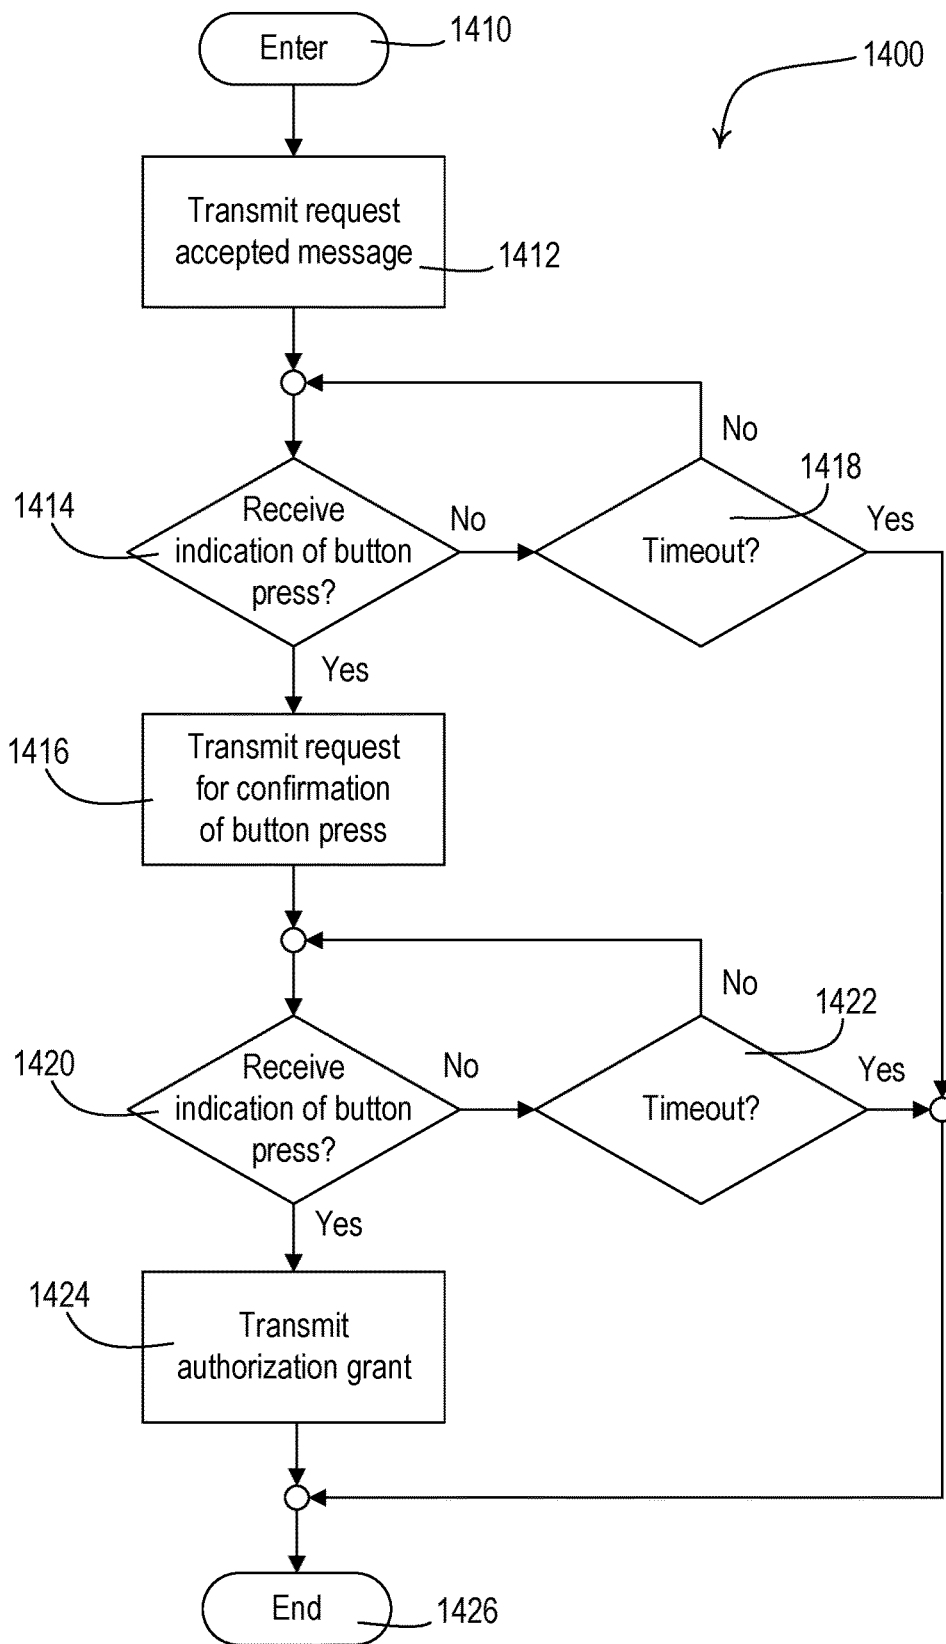 Enter
1410
1400
Transmit request
accepted message
1412
No
1418
1414
Receive
indication of button
press?
No
Timeout?
Yes
Yes
1416
Transmit request
for confirmation
of button press
No
1422
1420
Receive
indication of button
press?
No
Timeout?
Yes
Yes
1424
Transmit
authorization grant
End
1426